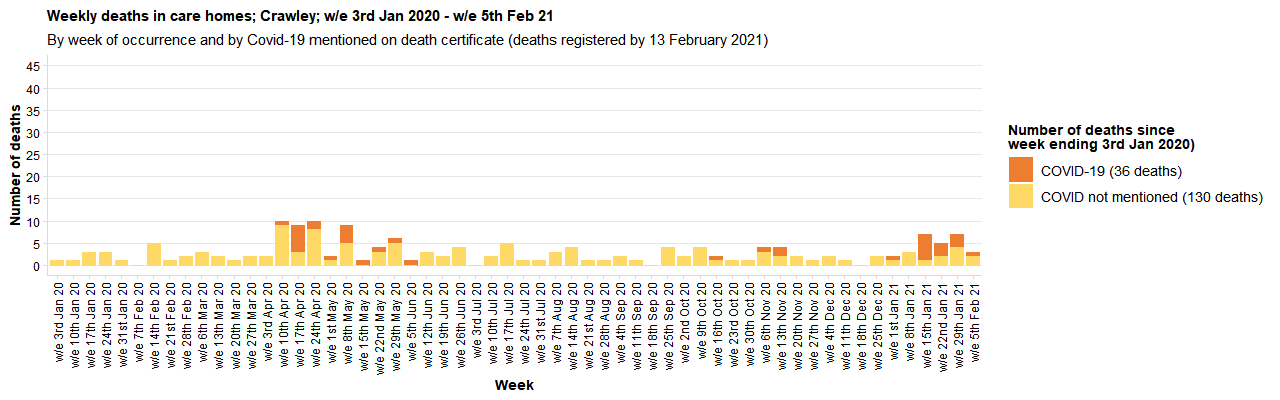 Weekly deaths in care homes; Crawley; w/e 3rd Jan 2020 - w/e 5th Feb 21
By week of occurrence and by Covid-19 mentioned on death certificate (deaths registered by 13 February 2021)
Number of deaths
45
40
35
30
25
20
15
10
5
0
w/e 3rd Jan 20
w/e 10th Jan 20
w/e 17th Jan 20
w/e 24th Jan 20
w/e 31st Jan 20
w/e 7th Feb 20
w/e 14th Feb 20
w/e 21st Feb 20
w/e 28th Feb 20
w/e 6th Mar 20
w/e 13th Mar 20
w/e 20th Mar 20
w/e 27th Mar 20
w/e 3rd Apr 20
w/e 10th Apr 20
w/e 17th Apr 20
w/e 24th Apr 20
w/e 1st May 20
w/e 8th May 20
w/e 15th May 20
w/e 22nd May 20
w/e 29th May 20
w/e 5th Jun 20
w/e 12th Jun 20
w/e 19th Jun 20
w/e 26th Jun 20
w/e 3rd Jul 20
w/e 10th Jul 20
w/e 17th Jul 20
w/e 24th Jul 20
w/e 31st Jul 20
w/e 7th Aug 20
w/e 14th Aug 20
w/e 21st Aug 20
w/e 28th Aug 20
w/e 4th Sep 20
w/e 11th Sep 20
w/e 18th Sep 20
w/e 25th Sep 20
w/e 2nd Oct 20
w/e 9th Oct 20
w/e 16th Oct 20
w/e 23rd Oct 20
w/e 30th Oct 20
w/e 6th Nov 20
w/e 13th Nov 20
w/e 20th Nov 20
w/e 27th Nov 20
w/e 4th Dec 20
w/e 11th Dec 20
w/e 18th Dec 20
w/e 25th Dec 20
w/e 1st Jan 21
w/e 8th Jan 21
w/e 15th Jan 21
w/e 22nd Jan 21
w/e 29th Jan 21
w/e 5th Feb 21
Week
Number of deaths since
week ending 3rd Jan 2020)
COVID-19 (36 deaths)
COVID not mentioned (130 deaths)